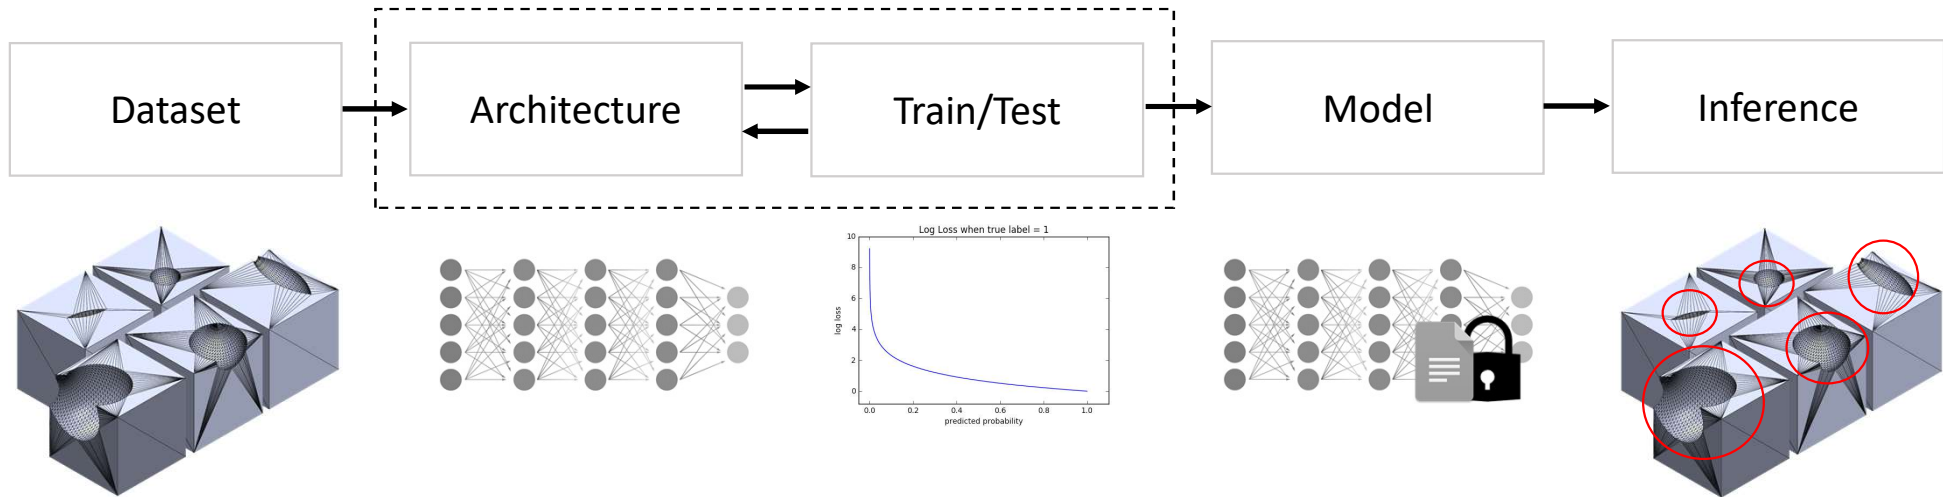 Dataset
Architecture
Train/Test
Model
Inference
Log Loss when true label = 1
10
8
6
4
2
0
log loss
0.0 0.2 0.4 0.6 0.8 1.0
predicted probability